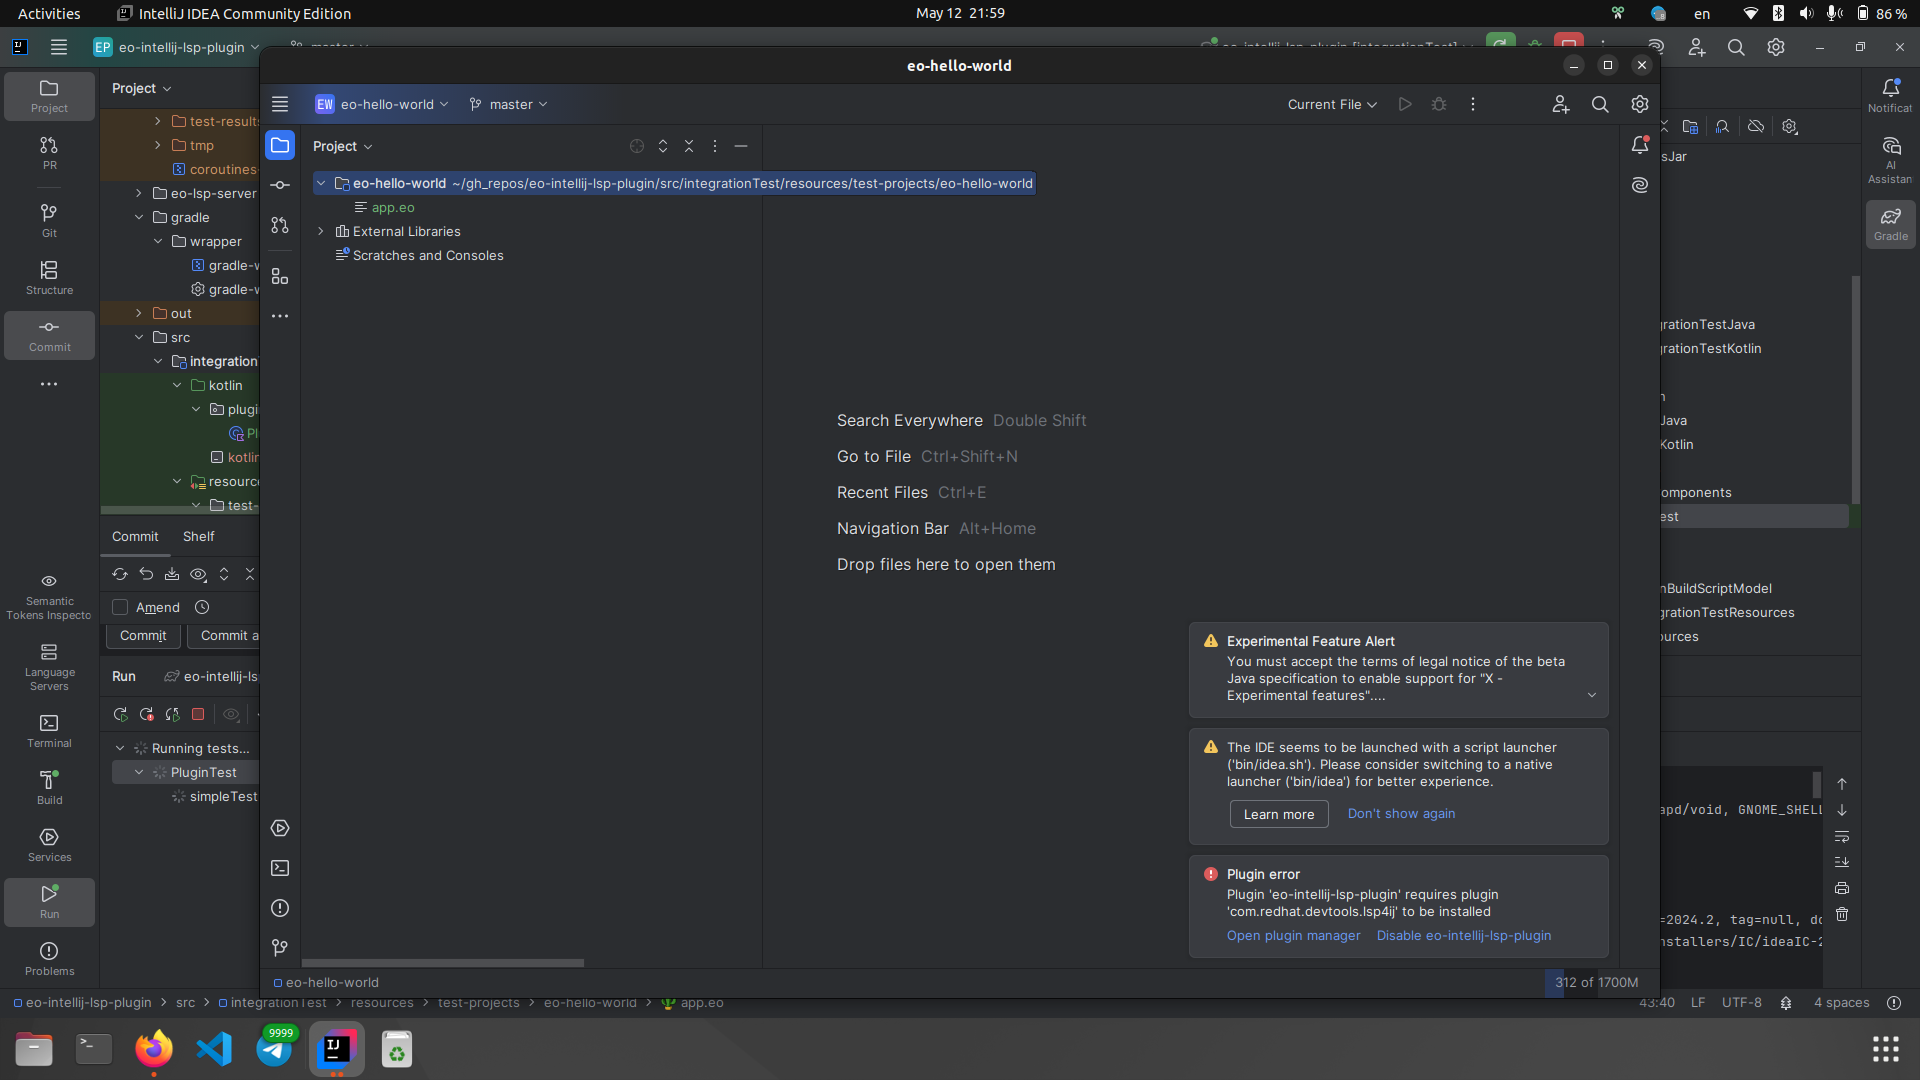 Activities
IntelliJ IDEA Community Edition
May 12 21:59
en
86 %
EP
eo-intellij-lsp-plugin
eo-hello-world
EW
eo-hello-world
master
Current File
Project
PR
Git
Structure
Commit
Semantic
Tokens Inspecto
Language
Servers
Terminal
Build
Services
Run
Problems
Project
test-results
tmp
coroutines-
eo-lsp-server
gradle
wrapper
gradle-w
gradle-w
out
src
integration
kotlin
plugi
Pl
kotlin
resourc
test-
Commit
Shelf
Amend
Commit
Commit a
Run
eo-intellij-ls
Running tests...
PluginTest
simpleTest
Project
eo-hello-world ~/gh_repos/eo-intellij-lsp-plugin/src/integrationTest/resources/test-projects/eo-hello-world
app.eo
External Libraries
Scratches and Consoles
Search Everywhere Double Shift
Go to File Ctrl+Shift+N
Recent Files Ctrl+E
Navigation Bar Alt+Home
Drop files here to open them
Experimental Feature Alert
You must accept the terms of legal notice of the beta
Java specification to enable support for "X -
Experimental features"....
The IDE seems to be launched with a script launcher
('bin/idea.sh'). Please consider switching to a native
launcher ('bin/idea') for better experience.
Learn more
Don't show again
Plugin error
Plugin 'eo-intellij-lsp-plugin' requires plugin
'com.redhat.devtools.lsp4ij' to be installed
Open plugin manager
Disable eo-intellij-lsp-plugin
eo-hello-world
312 of 1700M
sJar
grationTestJava
grationTestKotlin
Java
Kotlin
omponents
est
nBuildScriptModel
grationTestResources
ources
apd/void, GNOME_SHELL
=2024.2, tag=null, do
nstallers/IC/ideaIC-2
Notificat
AI
Assistan
Gradle
eo-intellij-lsp-plugin
src
integrationTest
resources
test-projects
eo-hello-world
app.eo
43:40
LF
UTF-8
4 spaces
9999